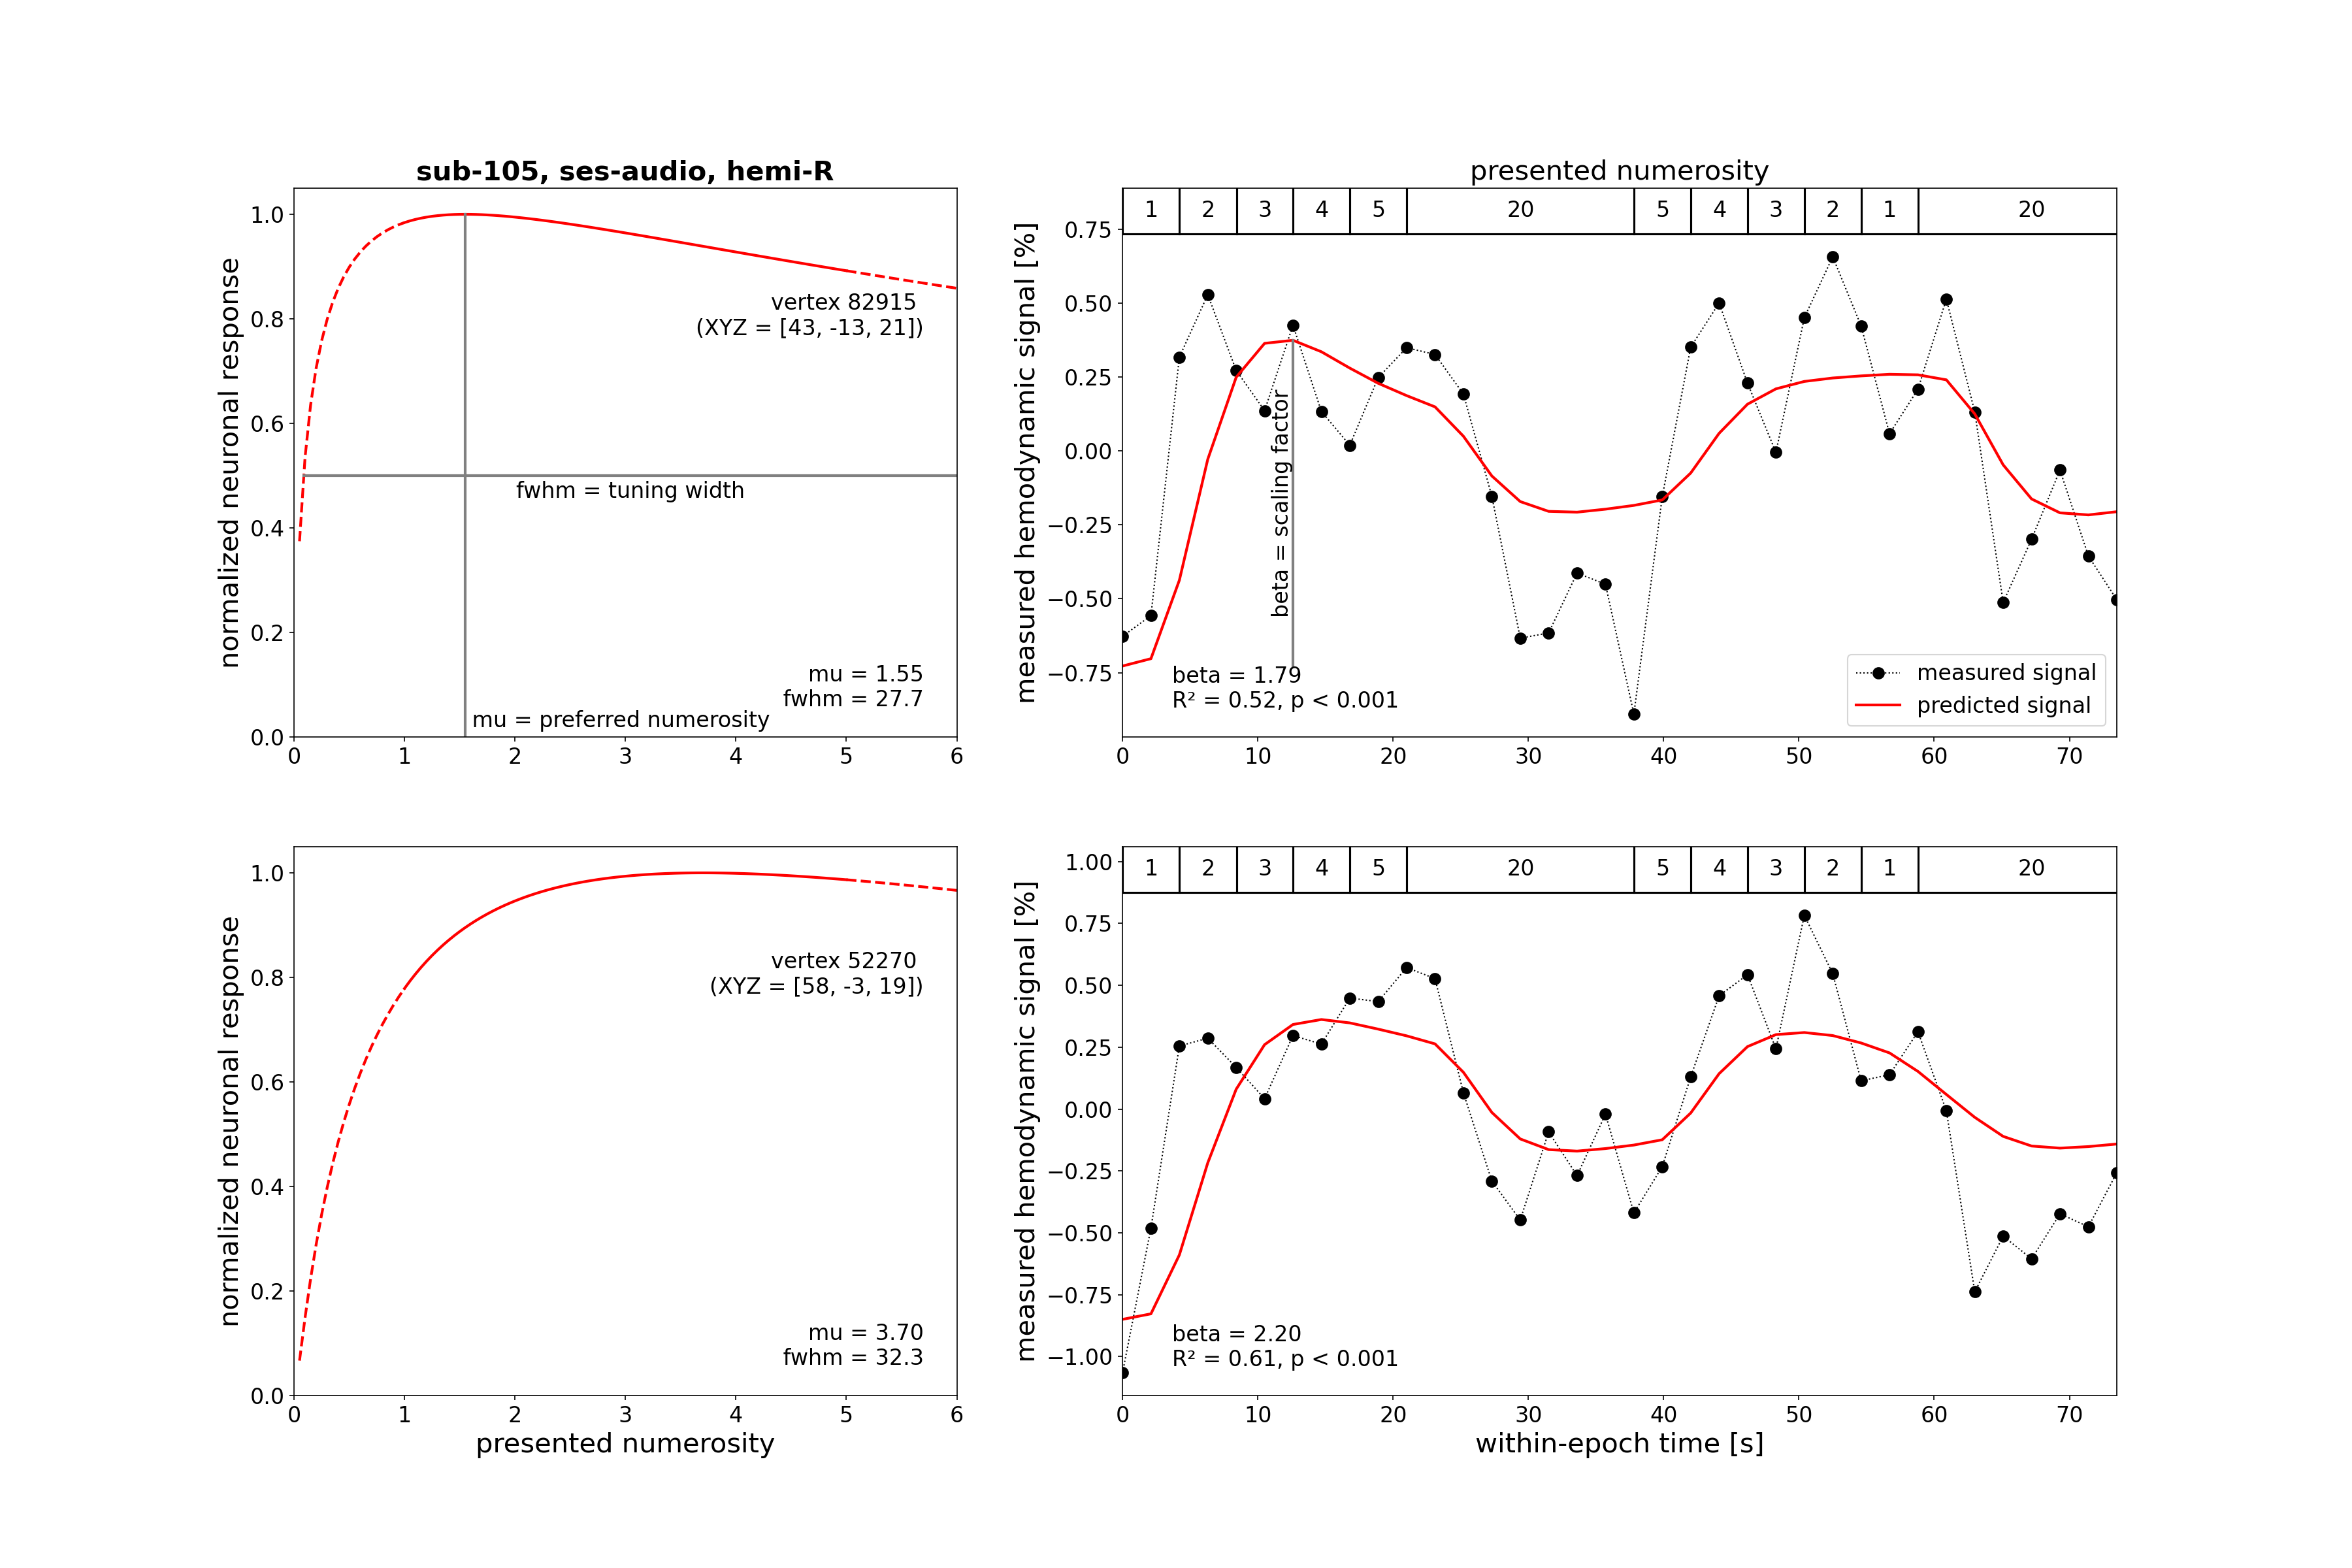 sub-105, ses-audio, hemi-R
normalized neuronal response
1.0
0.8
0.6
0.4
0.2
0.0
0 1 2 3 4 5 6
vertex 82915
(XYZ = [43, -13, 21])
fwhm = tuning width
mu = 1.55
fwhm = 27.7
mu = preferred numerosity
presented numerosity
1 2 3 4 5 20 5 4 3 2 1 20
measured hemodynamic signal [%]
0.75
0.50
0.25
0.00
−0.25
−0.50
−0.75
beta = scaling factor
beta = 1.79
R² = 0.52, p < 0.001
measured signal
predicted signal
0 10 20 30 40 50 60 70
normalized neuronal response
1.0
0.8
0.6
0.4
0.2
0.0
vertex 52270
(XYZ = [58, -3, 19])
mu = 3.70
fwhm = 32.3
0 1 2 3 4 5 6
presented numerosity
1 2 3 4 5 20 5 4 3 2 1 20
measured hemodynamic signal [%]
1.00
0.75
0.50
0.25
0.00
−0.25
−0.50
−0.75
−1.00
beta = 2.20
R² = 0.61, p < 0.001
0 10 20 30 40 50 60 70
within-epoch time [s]